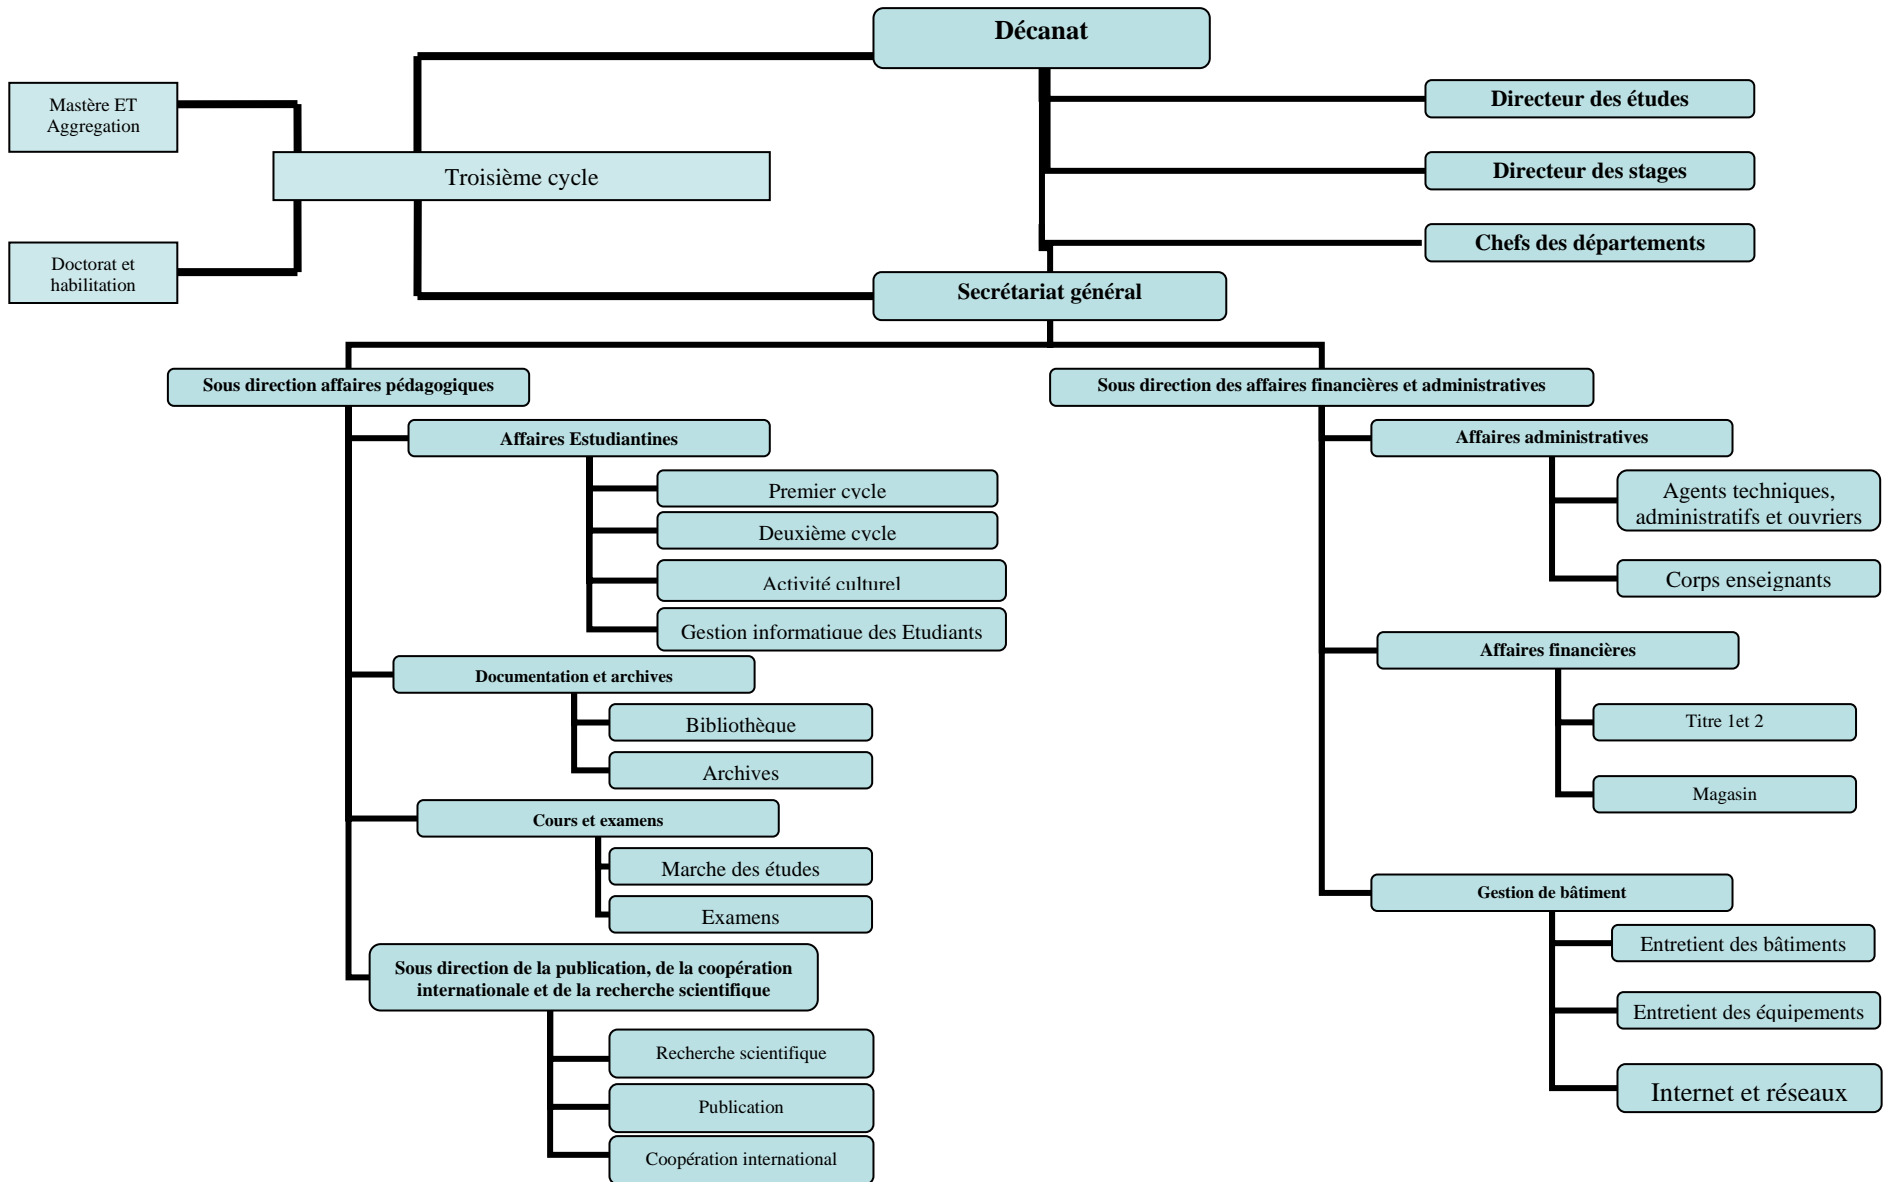 Décanat
Directeur des études
Mastère ET
Aggregation
Troisième cycle
Directeur des stages
Doctorat et
habilitation
Chefs des départements
Secrétariat général
Sous direction affaires pédagogiques
Affaires Estudiantines
Premier cycle
Deuxième cycle
Activité culturel
Gestion informatique des Etudiants
Documentation et archives
Bibliothèque
Archives
Cours et examens
Marche des études
Examens
Sous direction de la publication, de la coopération
internationale et de la recherche scientifique
Recherche scientifique
Publication
Coopération international
Sous direction des affaires financières et administratives
Affaires administratives
Agents techniques,
administratifs et ouvriers
Corps enseignants
Affaires financières
Titre 1et 2
Magasin
Gestion de bâtiment
Entretient des bâtiments
Entretient des équipements
Internet et réseaux